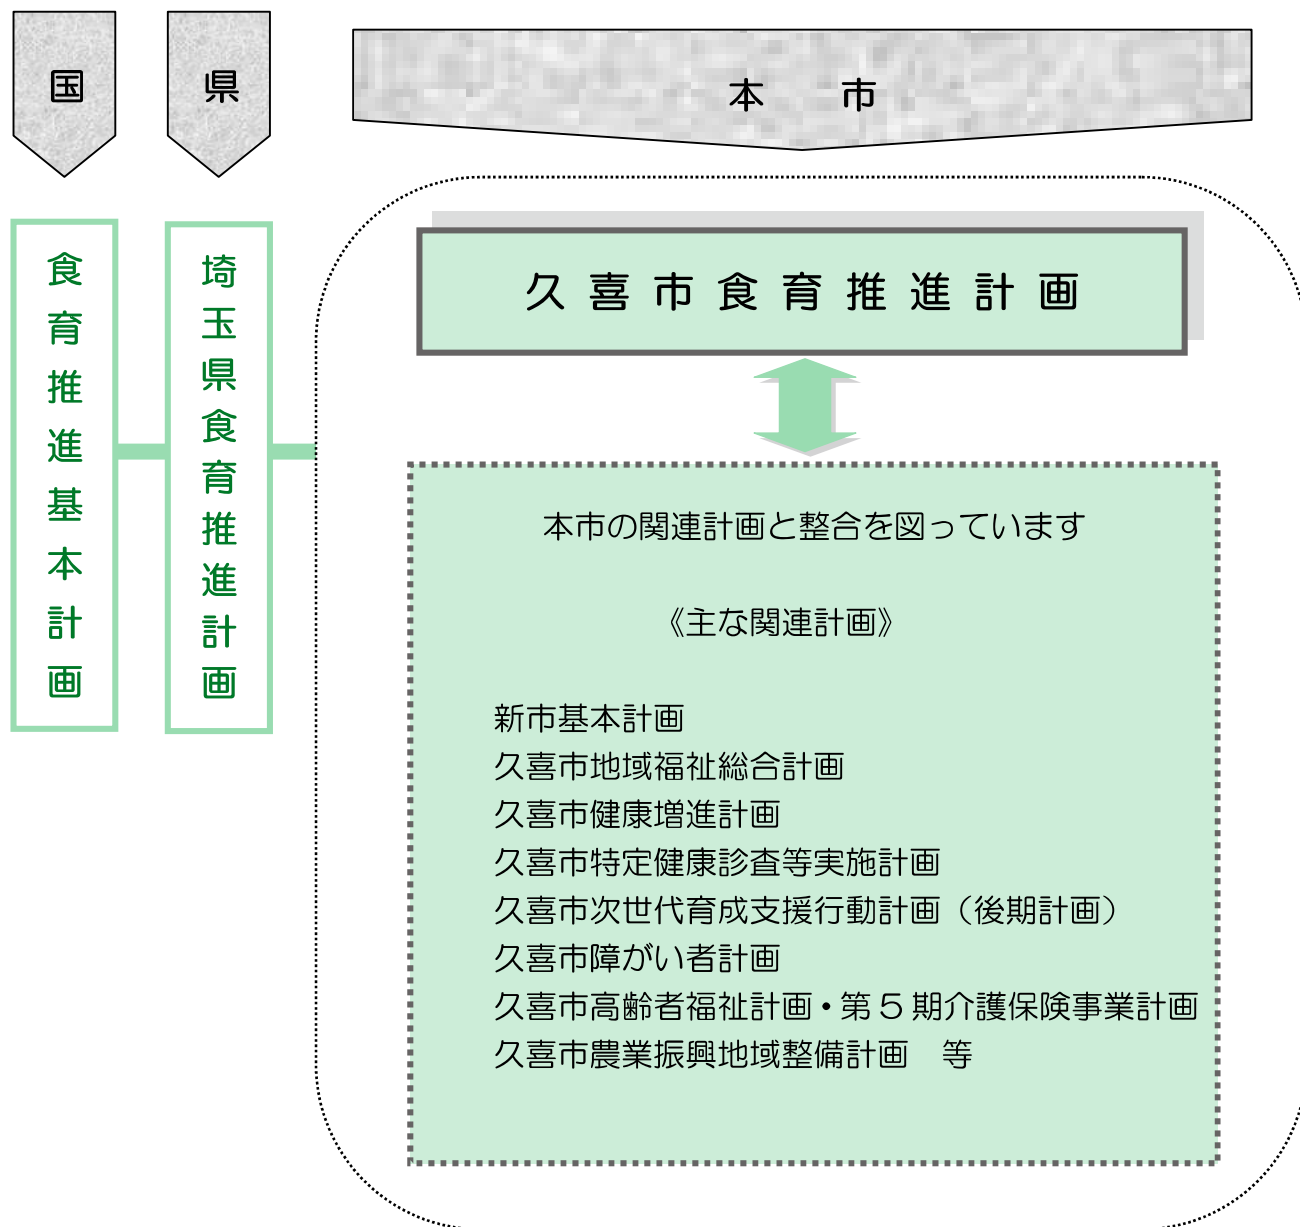 国
県
本　市
食育推進基本計画
埼玉県食育推進計画
久喜市食育推進計画
本市の関連計画と整合を図っています
《主な関連計画》
新市基本計画
久喜市地域福祉総合計画
久喜市健康増進計画
久喜市特定健康診査等実施計画
久喜市次世代育成支援行動計画（後期計画）
久喜市障がい者計画
久喜市高齢者福祉計画・第５期介護保険事業計画
久喜市農業振興地域整備計画　等